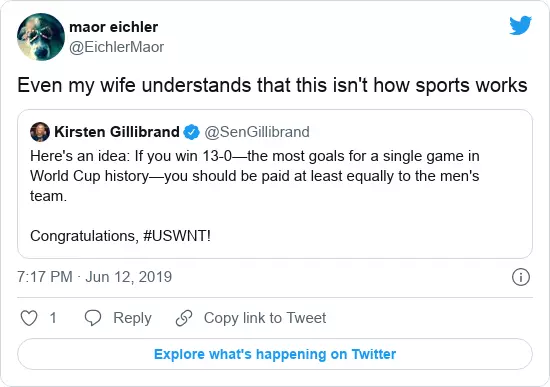 maor eichler
@EichlerMaor
Even my wife understands that this isn't how sports works
Kirsten Gillibrand @SenGillibrand
Here's an idea: If you win 13-0—the most goals for a single game in
World Cup history—you should be paid at least equally to the men's
team.
Congratulations, #USWNT!
7:17 PM · Jun 12, 2019
1 Reply Copy link to Tweet
Explore what's happening on Twitter